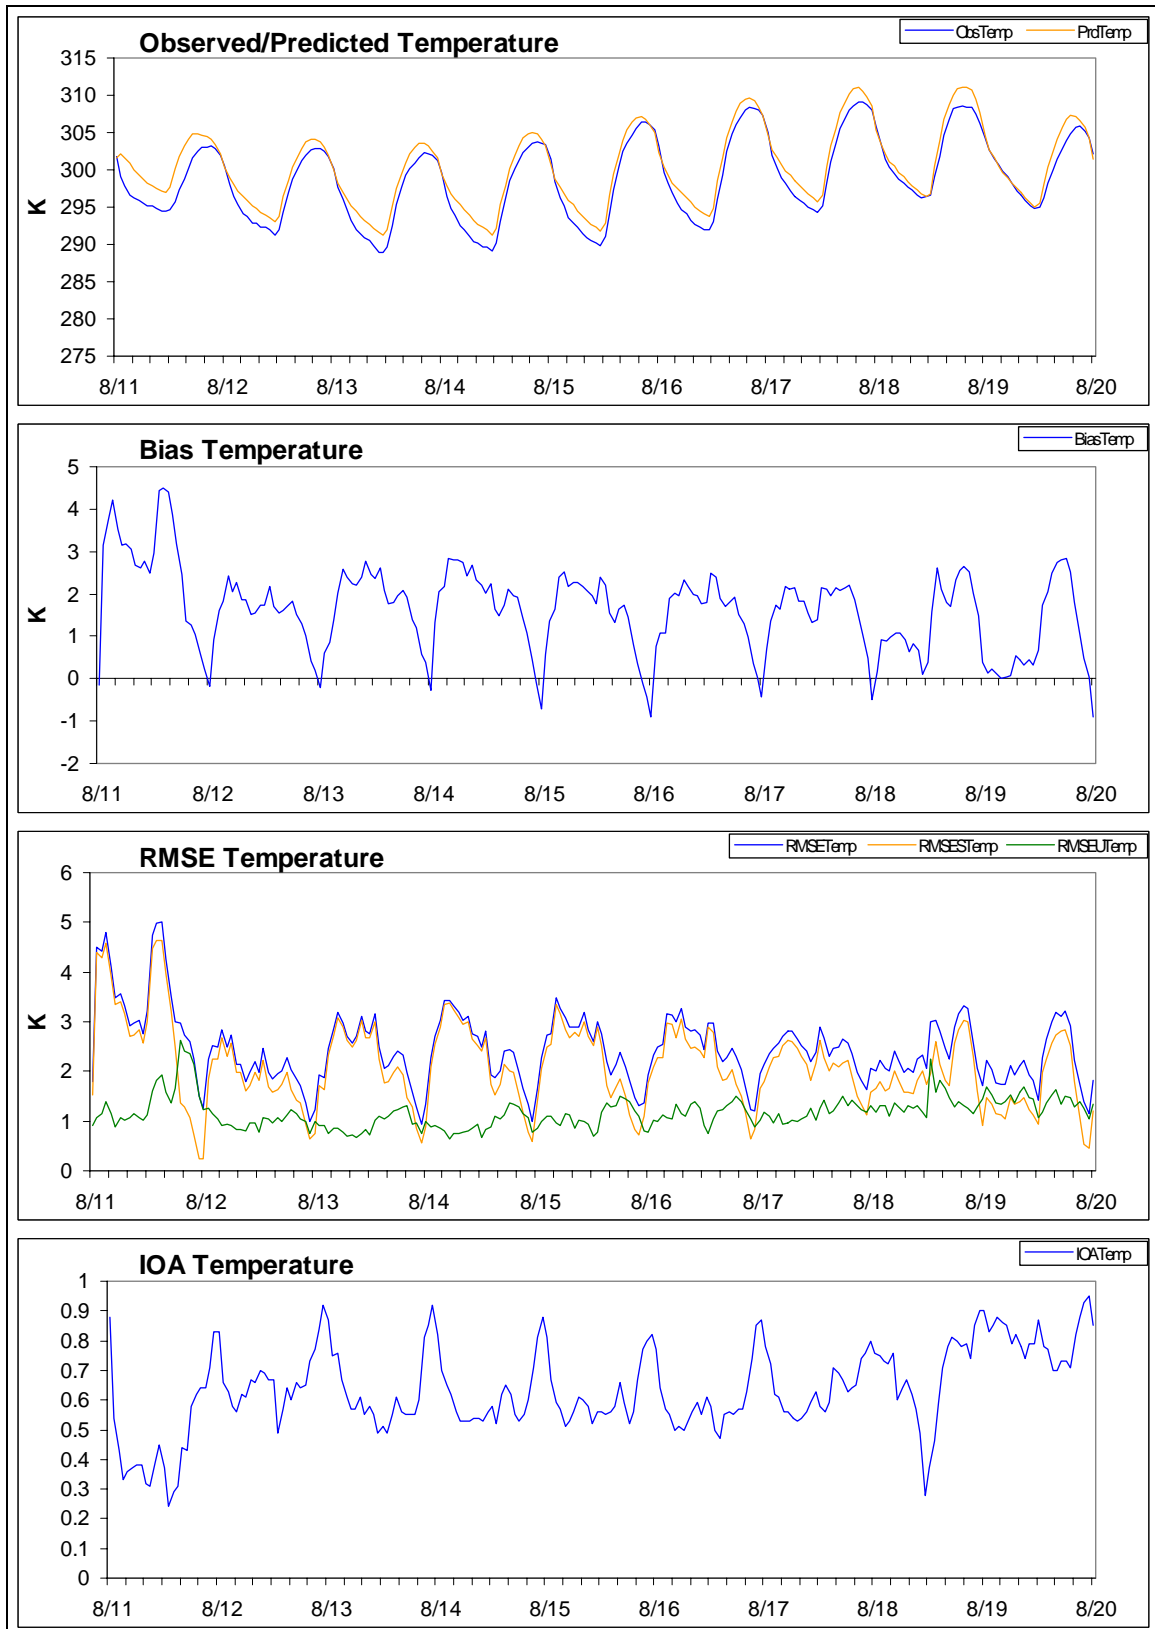 Observed/Predicted Temperature
ObsTemp PrdTemp
315
310
305
300
295
290
285
280
275
K
8/11 8/12 8/13 8/14 8/15 8/16 8/17 8/18 8/19 8/20
Bias Temperature
BiasTemp
5
4
3
2
1
0
-1
-2
K
8/11 8/12 8/13 8/14 8/15 8/16 8/17 8/18 8/19 8/20
RMSE Temperature
RMSETemp RMSESTemp RMSEUTemp
6
5
4
3
2
1
0
K
8/11 8/12 8/13 8/14 8/15 8/16 8/17 8/18 8/19 8/20
IOA Temperature
IOATemp
1
0.9
0.8
0.7
0.6
0.5
0.4
0.3
0.2
0.1
0
8/11 8/12 8/13 8/14 8/15 8/16 8/17 8/18 8/19 8/20